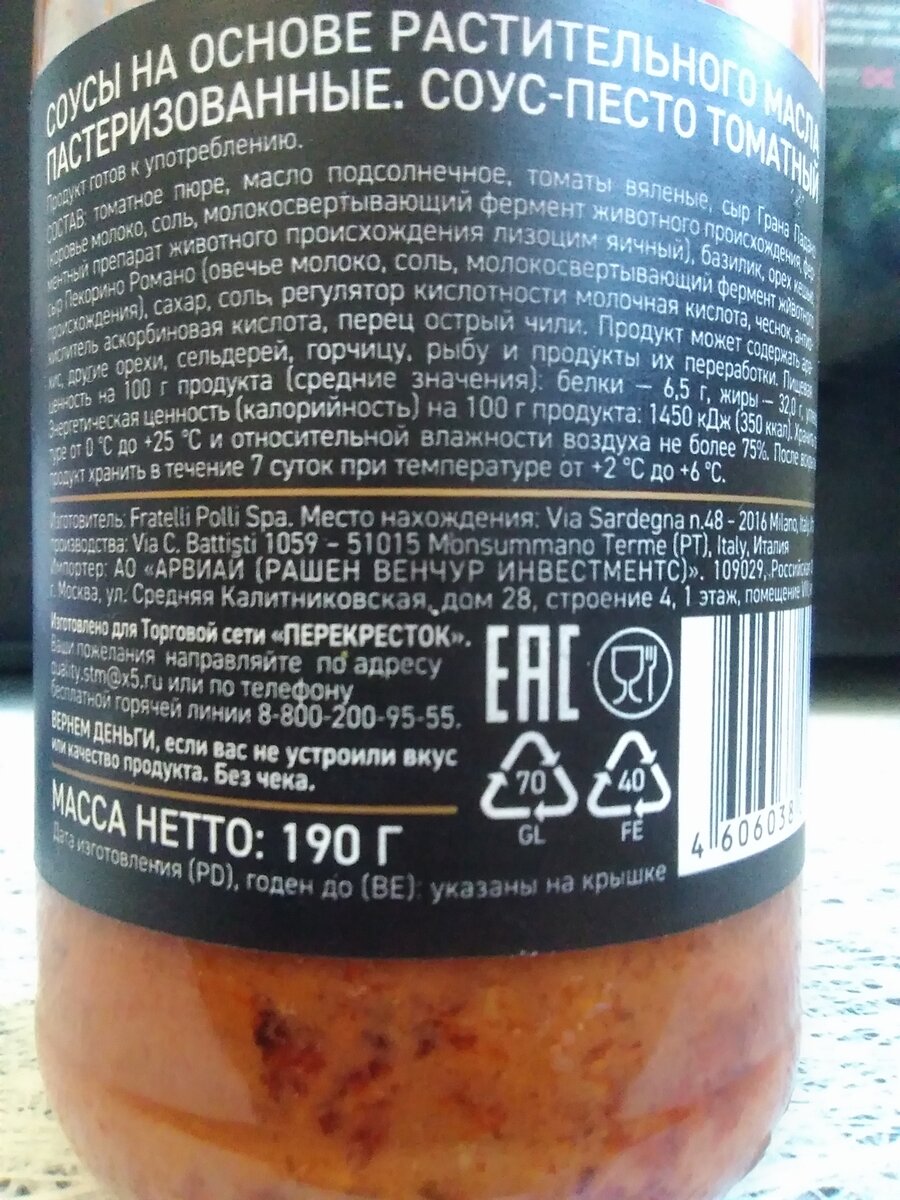 СОУСЫ НА ОСНОВЕ РАСТИТЕЛЬНОГО МАСЛА
ПАСТЕРИЗОВАННЫЕ. СОУС-ПЕСТО ТОМАТНЫЙ
Продукт готов к употреблению.
СОСТАВ: томатное пюре, масло подсолнечное, томаты вяленые, сыр Грана Падано
(коровье молоко, соль, молокосвертывающий фермент животного происхождения, фер-
ментный препарат животного происхождения лизоцим яичный), базилик, орех кешью,
сыр Пекорино Романо (овечье молоко, соль, молокосвертывающий фермент животного
происхождения), сахар, соль, регулятор кислотности молочная кислота, чеснок, антио-
кислитель аскорбиновая кислота, перец острый чили. Продукт может содержать ара-
хис, другие орехи, сельдерей, горчицу, рыбу и продукты их переработки. Пищевая
ценность на 100 г продукта (средние значения): белки – 6,5 г, жиры – 32,0 г,
Энергетическая ценность (калорийность) на 100 г продукта: 1450 кДж (350 ккал).
туре от 0 °C до +25 °C и относительной влажности воздуха не более 75%. После
продукт хранить в течение 7 суток при температуре от +2 °C до +6 °C.
Изготовитель: Fratelli Polli Spa. Место нахождения: Via Sardegna n.48 - 2016 Milano, Italy,
производства: Via C. Battisti 1059 – 51015 Monsummano Terme (PT), Italy, Италия
Импортер: АО «АРВИАЙ (РАШЕН ВЕНЧУР ИНВЕСТМЕНТС)». 109029, Российская
г. Москва, ул. Средняя Калитниковская, дом 28, строение 4, 1 этаж, помещение
Изготовлено для Торговой сети «ПЕРЕКРЕСТОК».
Ваши пожелания направляйте по адресу
quality.stm@x5.ru или по телефону
бесплатной горячей линии 8-800-200-95-55.
ВЕРНЕМ ДЕНЬГИ, если вас не устроили вкус
или качество продукта. Без чека.
EAC
70
GL
40
FE
4 606038
МАССА НЕТТО: 190 Г
Дата изготовления (PD), годен до (BE): указаны на крышке